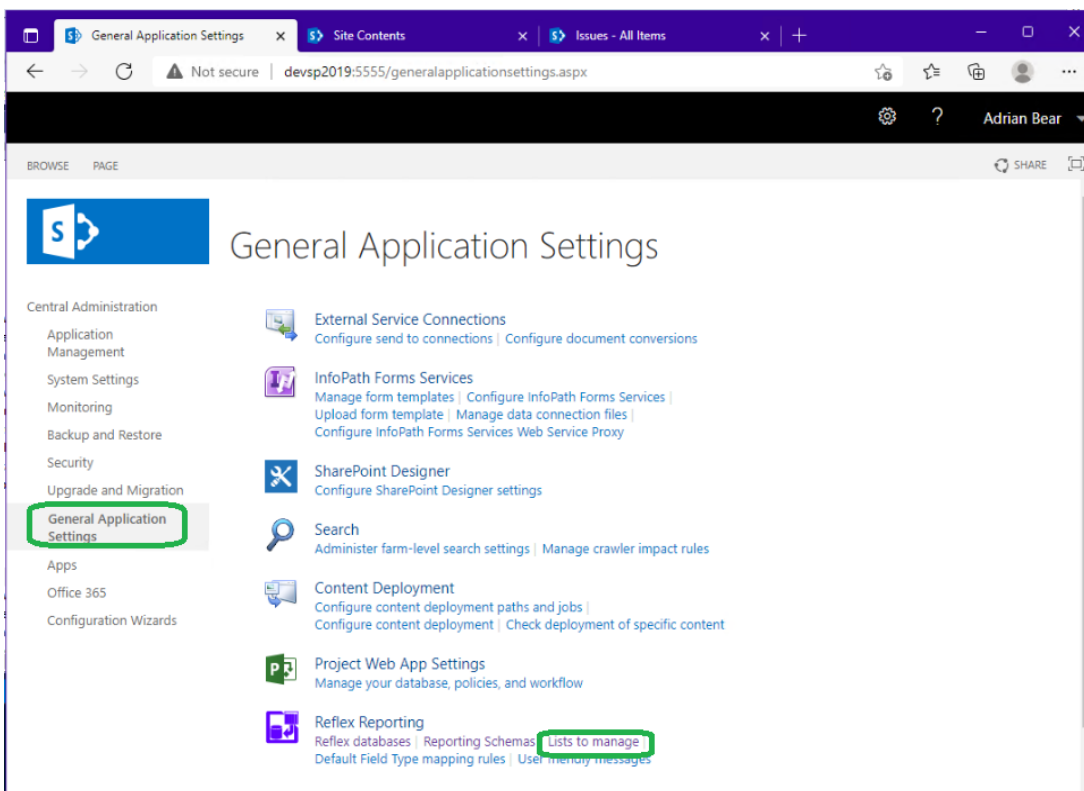 General Application Settings
Site Contents
Issues - All Items
Not secure | devsp2019:5555/generalapplicationsettings.aspx
? Adrian Bear
BROWSE PAGE SHARE
S
General Application Settings
Central Administration
Application
Management
System Settings
Monitoring
Backup and Restore
Security
Upgrade and Migration
General Application
Settings
Apps
Office 365
Configuration Wizards
External Service Connections
Configure send to connections | Configure document conversions
InfoPath Forms Services
Manage form templates | Configure InfoPath Forms Services |
Upload form template | Manage data connection files |
Configure InfoPath Forms Services Web Service Proxy
SharePoint Designer
Configure SharePoint Designer settings
Search
Administer farm-level search settings | Manage crawler impact rules
Content Deployment
Configure content deployment paths and jobs |
Configure content deployment | Check deployment of specific content
Project Web App Settings
Manage your database, policies, and workflow
Reflex Reporting
Reflex databases | Reporting Schemas | Lists to manage |
Default Field Type mapping rules | User friendly messages